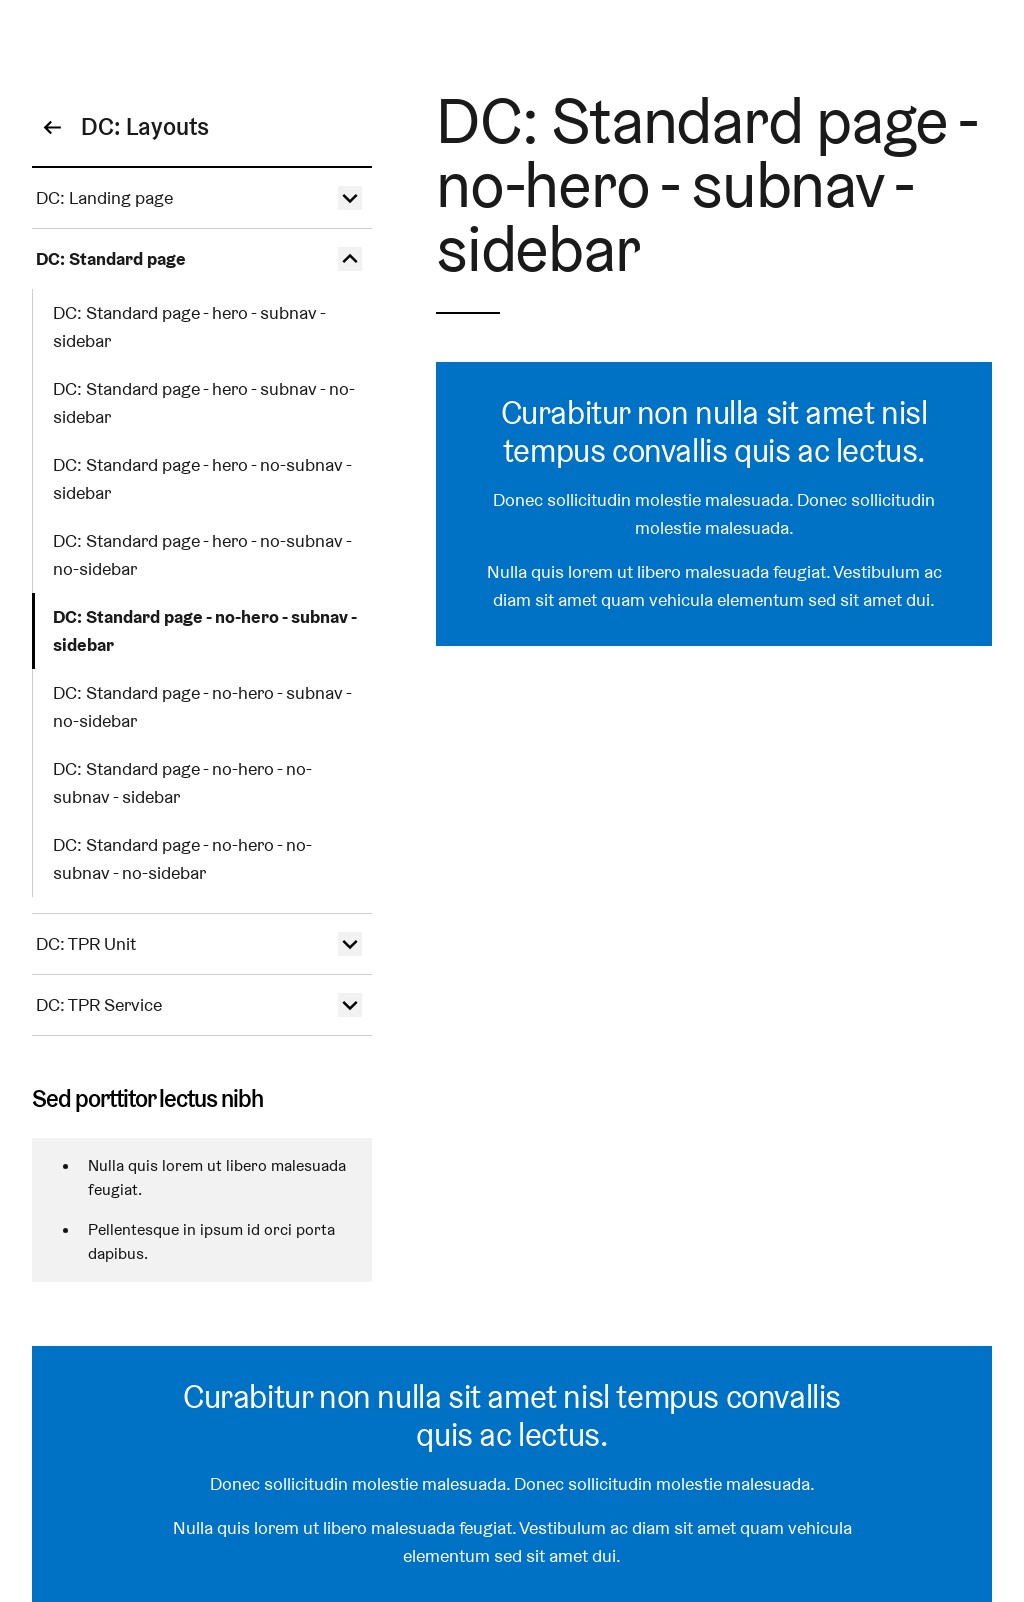 DC: Layouts
DC: Landing page
DC: Standard page
DC: Standard page - hero - subnav -
sidebar
DC: Standard page - hero - subnav - no-
sidebar
DC: Standard page - hero - no-subnav -
sidebar
DC: Standard page - hero - no-subnav -
no-sidebar
DC: Standard page - no-hero - subnav -
sidebar
DC: Standard page - no-hero - subnav -
no-sidebar
DC: Standard page - no-hero - no-
subnav - sidebar
DC: Standard page - no-hero - no-
subnav - no-sidebar
DC: TPR Unit
DC: TPR Service
Sed porttitor lectus nibh
Nulla quis lorem ut libero malesuada
feugiat.
Pellentesque in ipsum id orci porta
dapibus.
DC: Standard page -
no-hero - subnav -
sidebar
Curabitur non nulla sit amet nisl
tempus convallis quis ac lectus.
Donec sollicitudin molestie malesuada. Donec sollicitudin
molestie malesuada.
Nulla quis lorem ut libero malesuada feugiat. Vestibulum ac
diam sit amet quam vehicula elementum sed sit amet dui.
Curabitur non nulla sit amet nisl tempus convallis
quis ac lectus.
Donec sollicitudin molestie malesuada. Donec sollicitudin molestie malesuada.
Nulla quis lorem ut libero malesuada feugiat. Vestibulum ac diam sit amet quam vehicula
elementum sed sit amet dui.